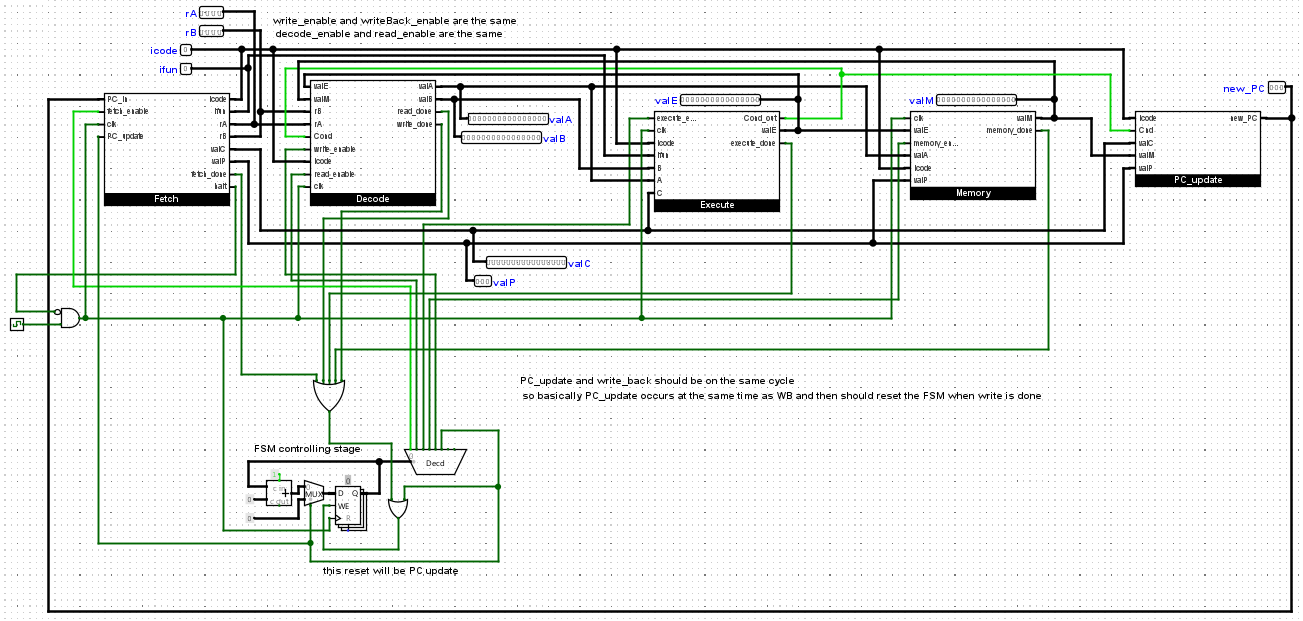 rA
rB
icode
ifun
write_enable and writeBack_enable are the same
decode_enable and read_enable are the same
PC_in
fetch_enable
clk
PC_update
Icode
Ifun
rA
rB
valC
valP
fetch_done
halt
Fetch
valE
valM
rB
rA
Cond
write_enable
Icode
read_enable
clk
valA
valB
read_done
write_done
Decode
valA
valB
valE
execute_e...
clk
Icode
Ifun
B
A
C
Cond_out
valE
execute_done
Execute
valM
clk
valE
memory_en...
valA
Icode
valP
valM
memory_done
Memory
new_PC
Icode
Cnd
valC
valM
valP
new_PC
PC_update
valC
valP
PC_update and write_back should be on the same cycle
so basically PC_update occurs at the same time as WB and then should reset the FSM when write is done
FSM controlling stage
Decd
1
c in
+
c out
0
0
MUX
0
D
Q
WE
R
this reset will be PC update